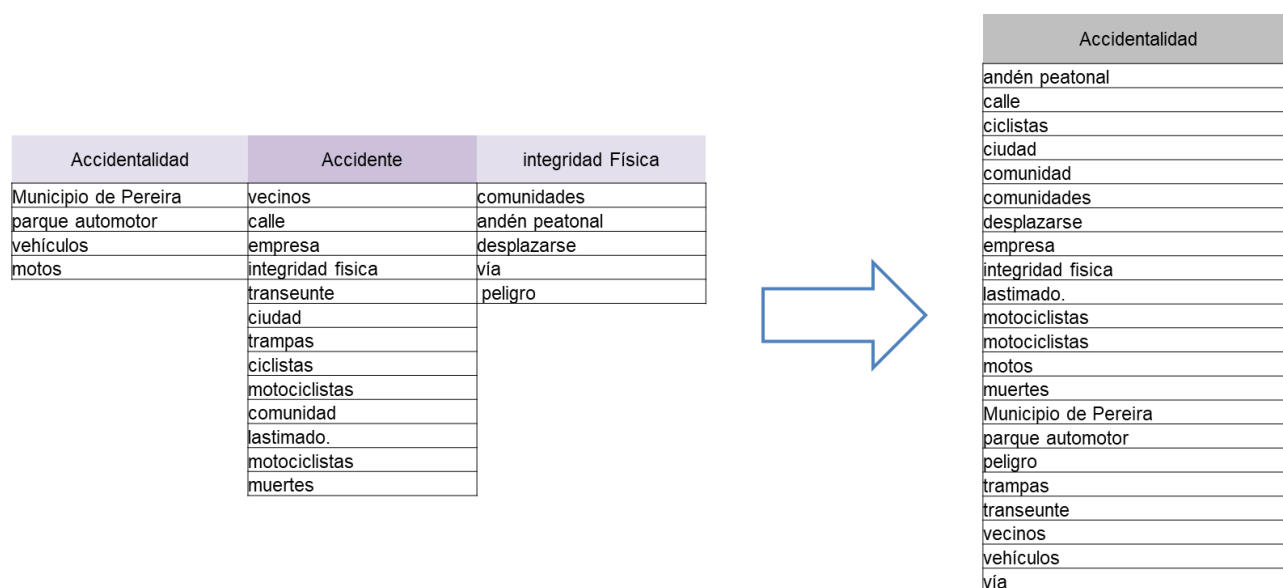 Accidentalidad Accidente integridad Física
Municipio de Pereira vecinos comunidades
parque automotor calle andén peatonal
vehículos empresa desplazarse
motos integridad fisica vía
transeunte peligro
ciudad
trampas
ciclistas
motociclistas
comunidad
lastimado.
motociclistas
muertes
Accidentalidad
andén peatonal
calle
ciclistas
ciudad
comunidad
comunidades
desplazarse
empresa
integridad fisica
lastimado.
motociclistas
motociclistas
motos
muertes
Municipio de Pereira
parque automotor
peligro
trampas
transeunte
vecinos
vehículos
vía